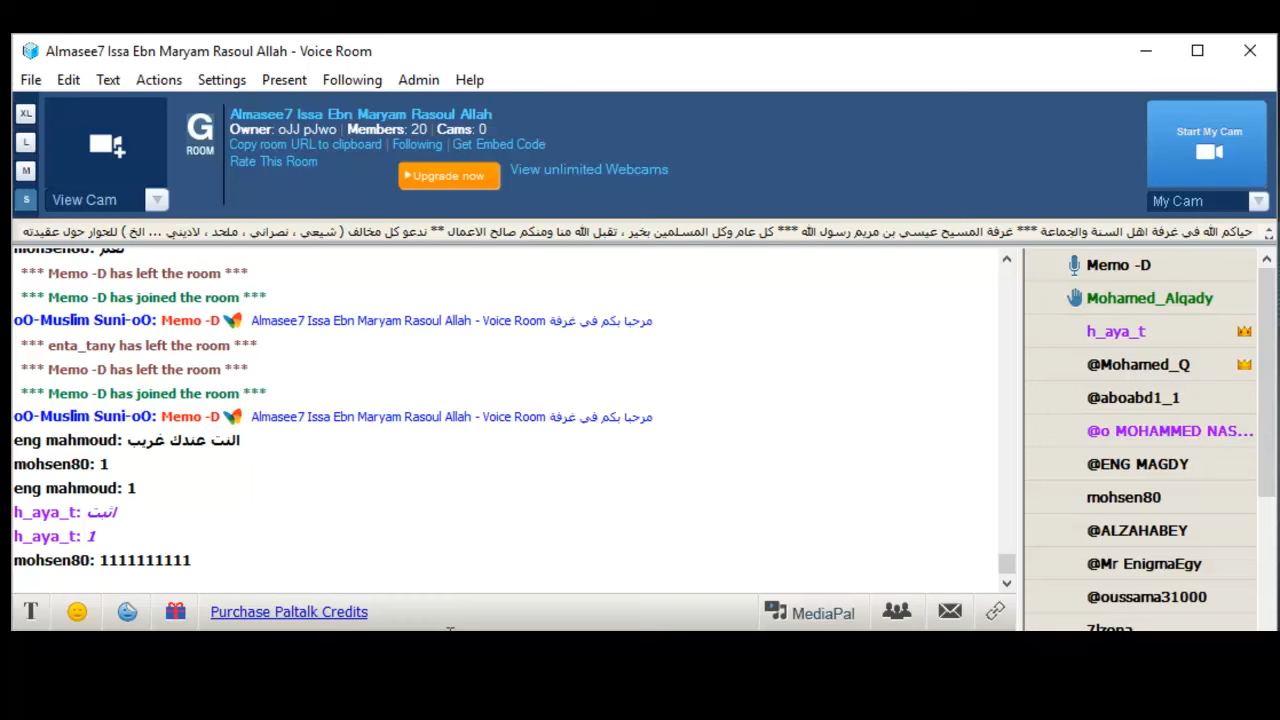 Almasee7 Issa Ebn Maryam Rasoul Allah - Voice Room
File Edit Text Actions Settings Present Following Admin Help
XL
L
M
S
View Cam
G
ROOM
Almasee7 Issa Ebn Maryam Rasoul Allah
Owner: oJJ pJwo | Members: 20 | Cams: 0
Copy room URL to clipboard | Following | Get Embed Code
Rate This Room
Upgrade now
View unlimited Webcams
Start My Cam
My Cam
حياكم الله في غرفة اهل السنة والجماعة *** غرفة المسيح عيسي بن مريم رسول الله *** كل عام وكل المسلمين بخير ، تقبل الله منا ومنكم صالح الاعمال ** ندعو كل مخالف ( شيعي ، نصراني ، ملحد ، لاديني ... الخ ) للحوار حول عقيدته
mohsen80: نعم
*** Memo -D has left the room ***
*** Memo -D has joined the room ***
oO-Muslim Suni-oO: Memo -D Almasee7 Issa Ebn Maryam Rasoul Allah - Voice Room مرحبا بكم في غرفة
*** enta_tany has left the room ***
*** Memo -D has left the room ***
*** Memo -D has joined the room ***
oO-Muslim Suni-oO: Memo -D Almasee7 Issa Ebn Maryam Rasoul Allah - Voice Room مرحبا بكم في غرفة
eng mahmoud: النت عندك غريب
mohsen80: 1
eng mahmoud: 1
h_aya_t: اثبت
h_aya_t: 1
mohsen80: 1111111111
Memo -D
Mohamed_Alqady
h_aya_t
@Mohamed_Q
@aboabd1_1
@o MOHAMMED NAS...
@ENG MAGDY
mohsen80
@ALZAHABEY
@Mr EnigmaEgy
@oussama31000
7lzona
T
Purchase Paltalk Credits
MediaPal